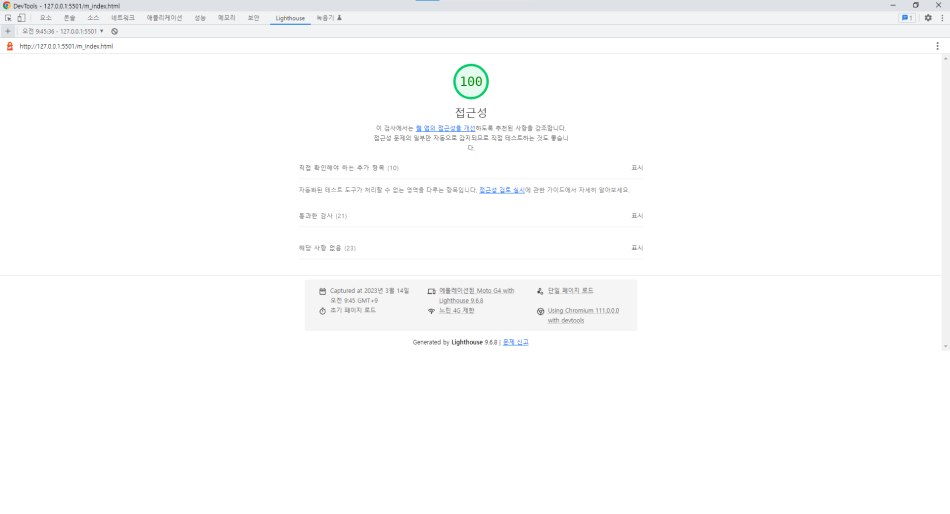 DevTools - 127.0.0.1:5501/m_index.html
요소 콘솔 소스 네트워크 애플리케이션 성능 메모리 보안 Lighthouse 녹음기 1
+ 오전 9:45:36 - 127.0.0.1:5501 ▼
http://127.0.0.1:5501/m_index.html
100
접근성
이 검사에서는 웹 앱의 접근성을 개선하도록 추천된 사항을 강조합니다.
접근성 문제의 일부만 자동으로 감지되므로 직접 테스트하는 것도 좋습니
다.
직접 확인해야 하는 추가 항목 (10) 표시
자동화된 테스트 도구가 처리할 수 없는 영역을 다루는 항목입니다. 접근성 검토 실시에 관한 가이드에서 자세히 알아보세요.
통과한 감사 (21) 표시
해당 사항 없음 (23) 표시
Captured at 2023년 3월 14일 오전 9:45 GMT+9
에뮬레이션된 Moto G4 with Lighthouse 9.6.8
단일 페이지 로드
초기 페이지 로드
느린 4G 제한
Using Chromium 111.0.0.0 with devtools
Generated by Lighthouse 9.6.8 | 문제 신고